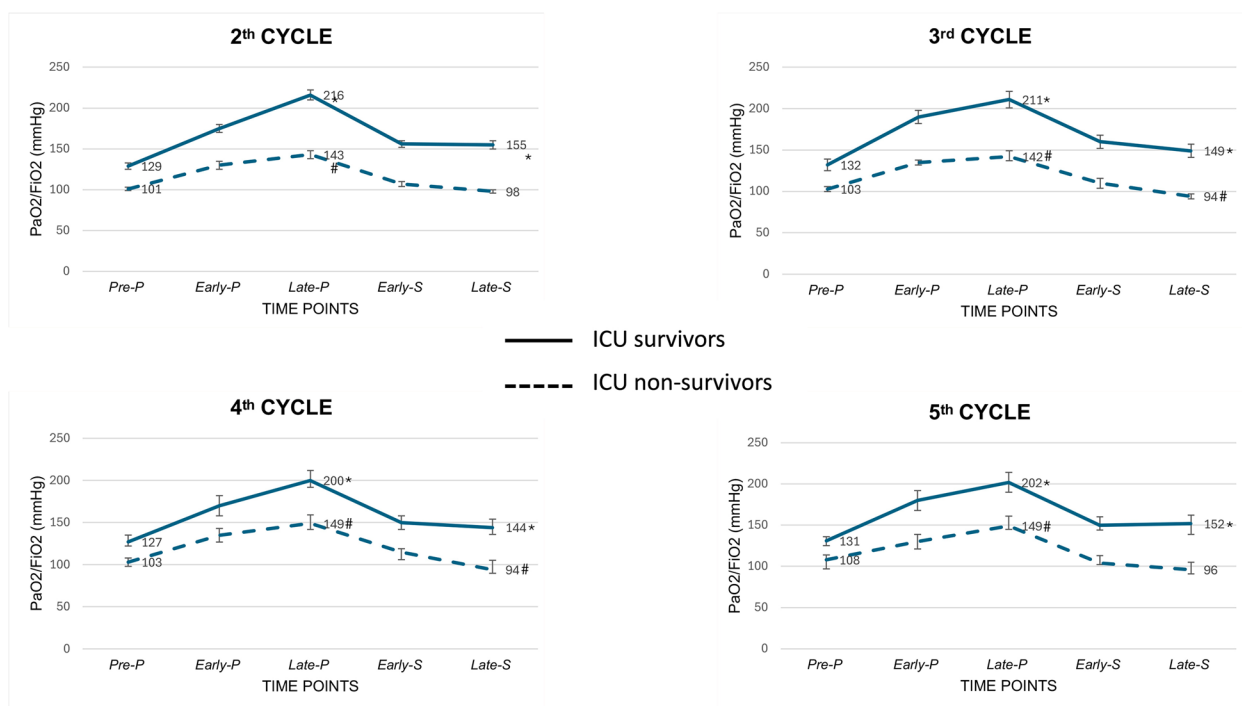 2th CYCLE
PaO2/FiO2 (mmHg)
250
200
150
100
50
0
129
216
*
155
*
101
143
#
98
Pre-P Early-P Late-P Early-S Late-S
TIME POINTS
3rd CYCLE
PaO2/FiO2 (mmHg)
250
200
150
100
50
0
132
211*
149*
103
142#
94#
Pre-P Early-P Late-P Early-S Late-S
TIME POINTS
ICU survivors
ICU non-survivors
4th CYCLE
PaO2/FiO2 (mmHg)
250
200
150
100
50
0
127
200*
144*
103
149#
94#
Pre-P Early-P Late-P Early-S Late-S
TIME POINTS
5th CYCLE
PaO2/FiO2 (mmHg)
250
200
150
100
50
0
131
202*
152*
108
149#
96
Pre-P Early-P Late-P Early-S Late-S
TIME POINTS